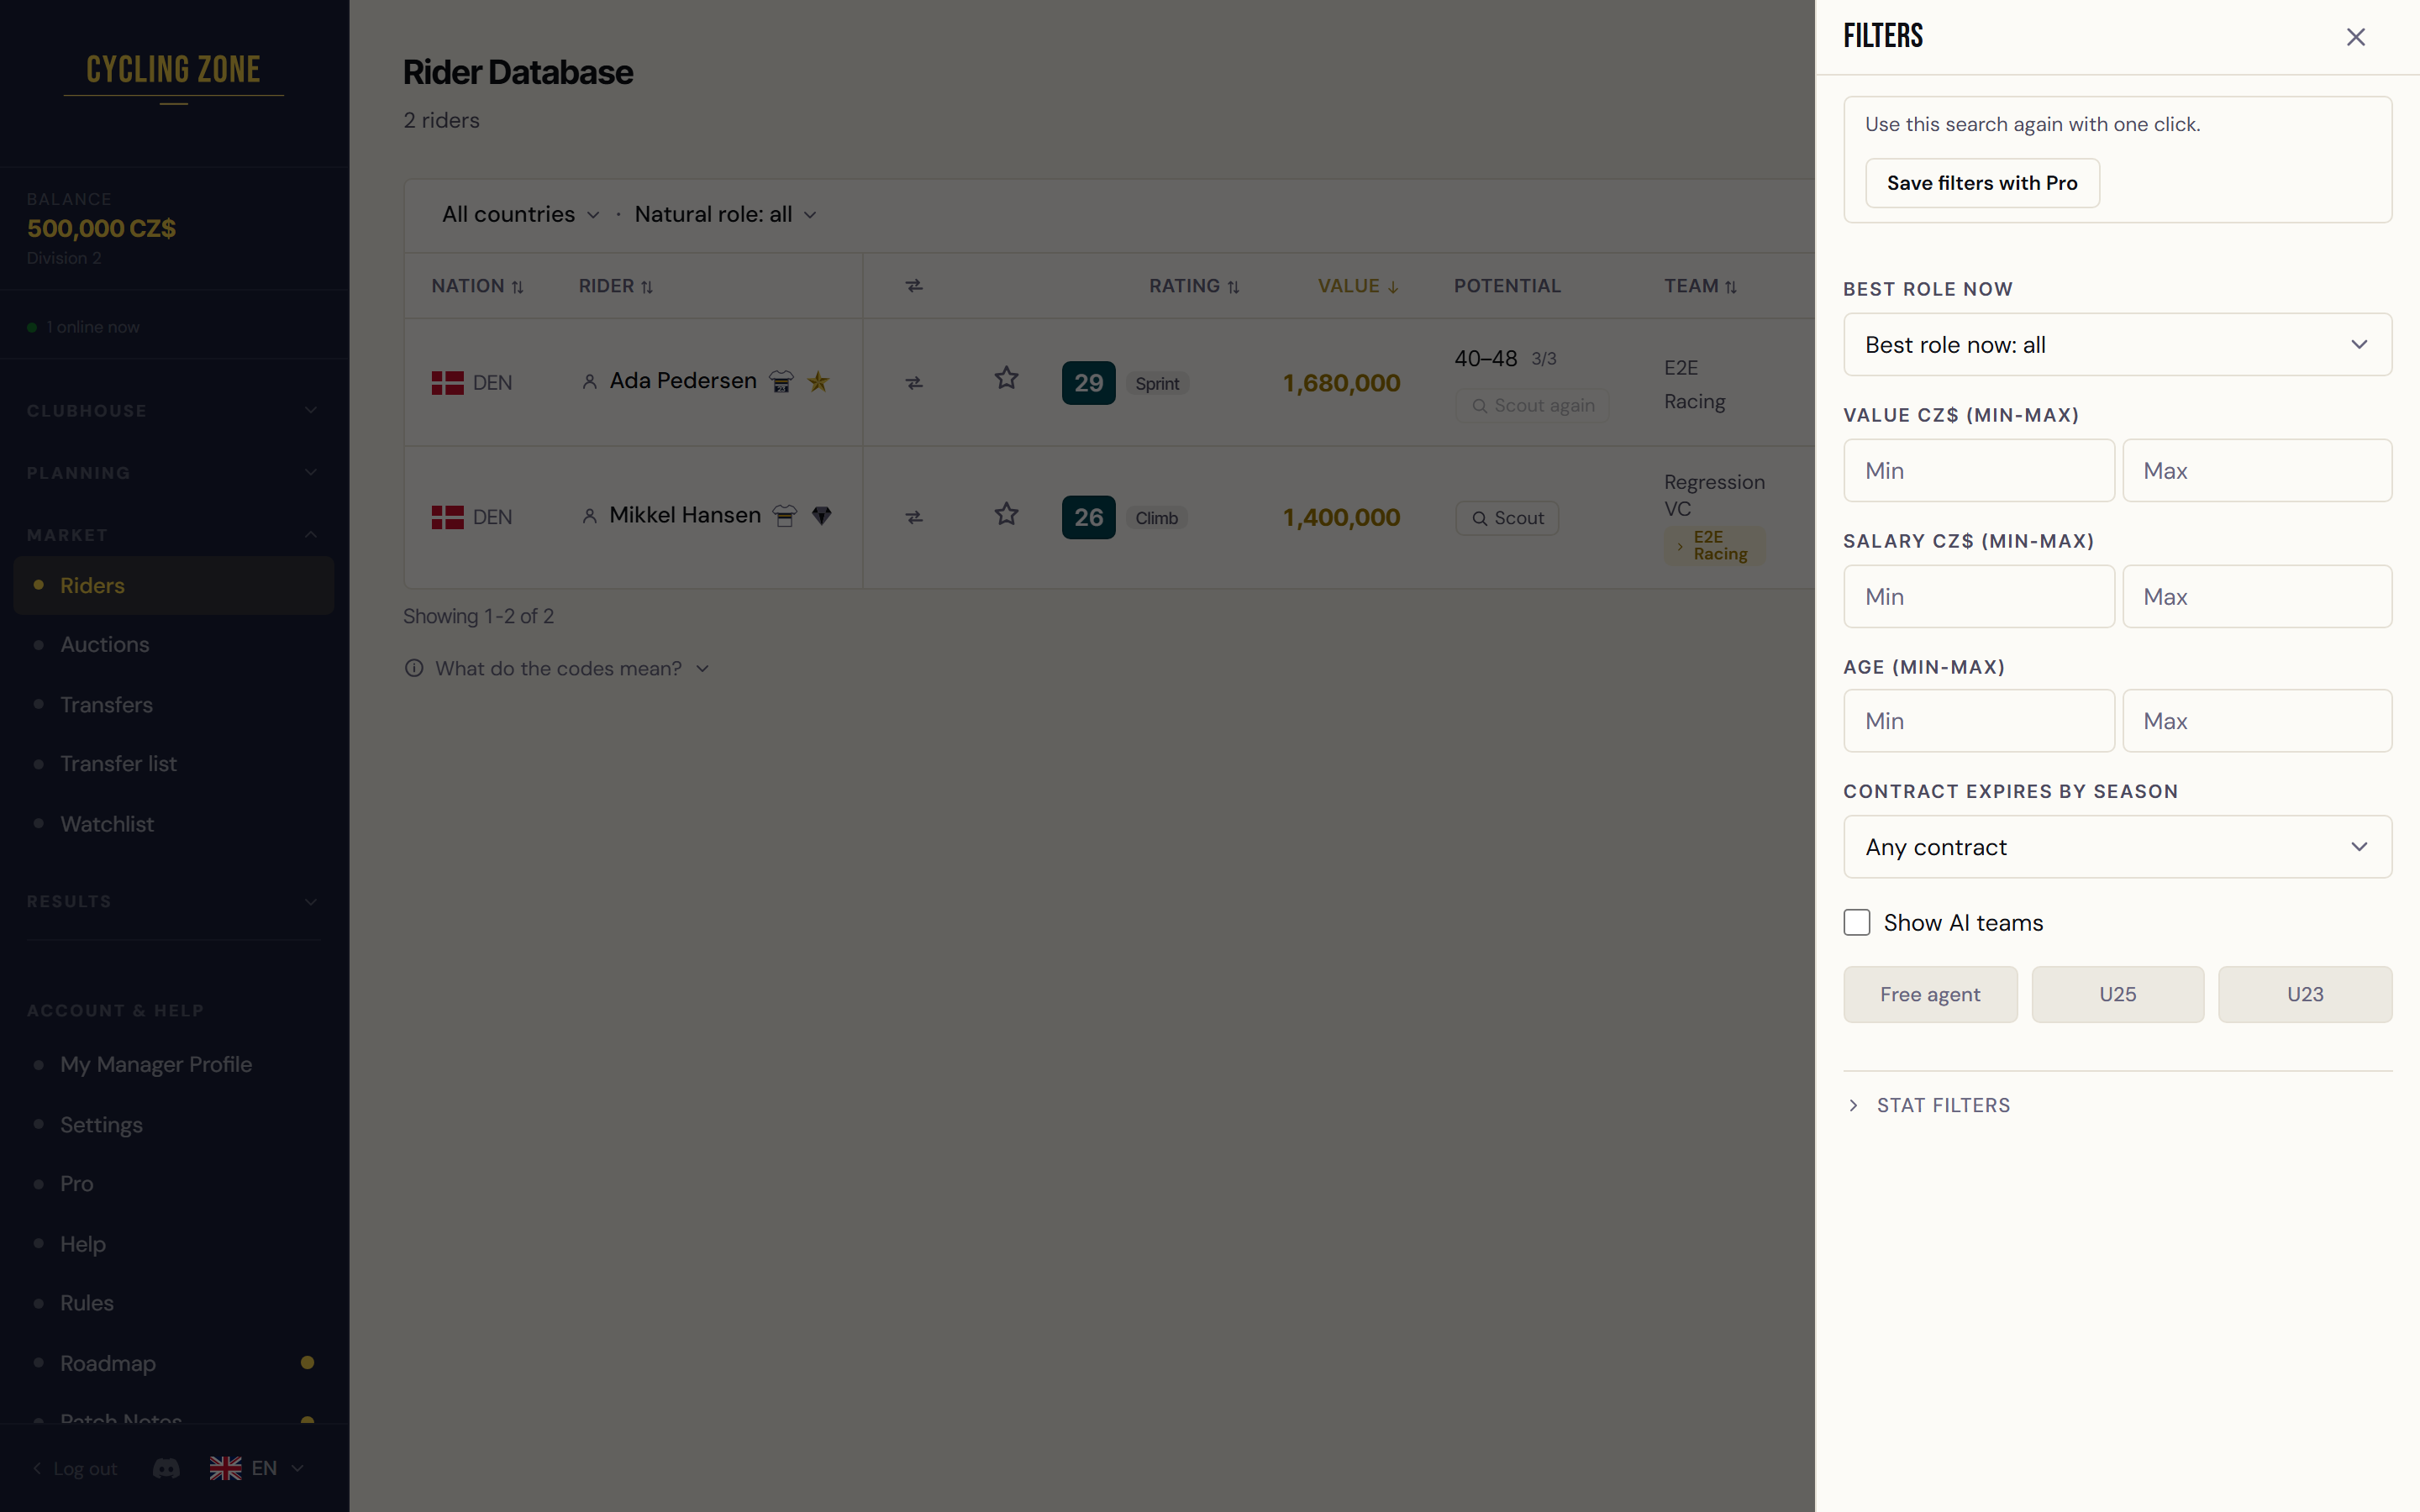 CYCLING ZONE
BALANCE
500,000 CZ$
Division 2
1 online now
CLUBHOUSE
PLANNING
MARKET
Riders
Auctions
Transfers
Transfer list
Watchlist
RESULTS
ACCOUNT & HELP
My Manager Profile
Settings
Pro
Help
Rules
Roadmap
Patch Notes
Log out
EN
Rider Database
2 riders
All countries · Natural role: all
NATION RIDER RATING VALUE POTENTIAL TEAM
DEN Ada Pedersen 23 29 Sprint 1,680,000 40–48 3/3 Scout again E2E Racing
DEN Mikkel Hansen 26 Climb 1,400,000 Scout Regression VC E2E Racing
Showing 1-2 of 2
What do the codes mean?
FILTERS
Use this search again with one click.
Save filters with Pro
BEST ROLE NOW
Best role now: all
VALUE CZ$ (MIN-MAX)
Min Max
SALARY CZ$ (MIN-MAX)
Min Max
AGE (MIN-MAX)
Min Max
CONTRACT EXPIRES BY SEASON
Any contract
Show AI teams
Free agent U25 U23
STAT FILTERS